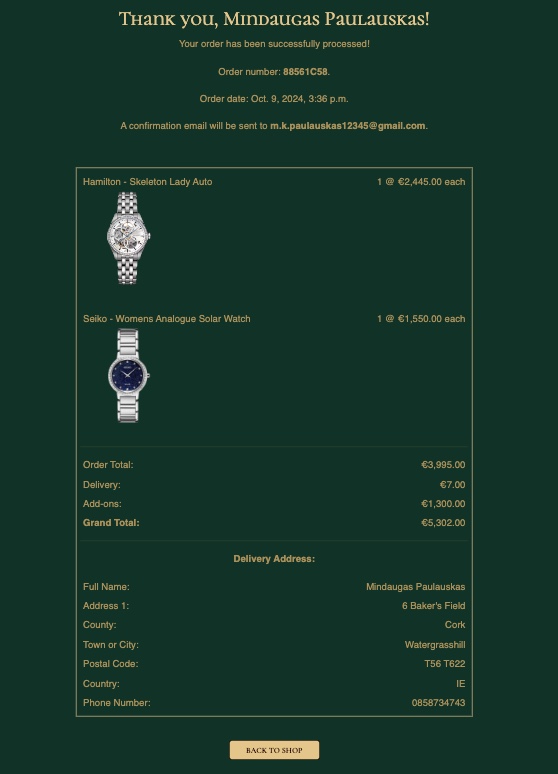 Thank you, Mindaugas Paulauskas!
Your order has been successfully processed!
Order number: 88561C58.
Order date: Oct. 9, 2024, 3:36 p.m.
A confirmation email will be sent to m.k.paulauskas12345@gmail.com.
Hamilton - Skeleton Lady Auto 1 @ €2,445.00 each
Seiko - Womens Analogue Solar Watch 1 @ €1,550.00 each
Order Total: €3,995.00
Delivery: €7.00
Add-ons: €1,300.00
Grand Total: €5,302.00
Delivery Address:
Full Name: Mindaugas Paulauskas
Address 1: 6 Baker's Field
County: Cork
Town or City: Watergrasshill
Postal Code: T56 T622
Country: IE
Phone Number: 0858734743
BACK TO SHOP